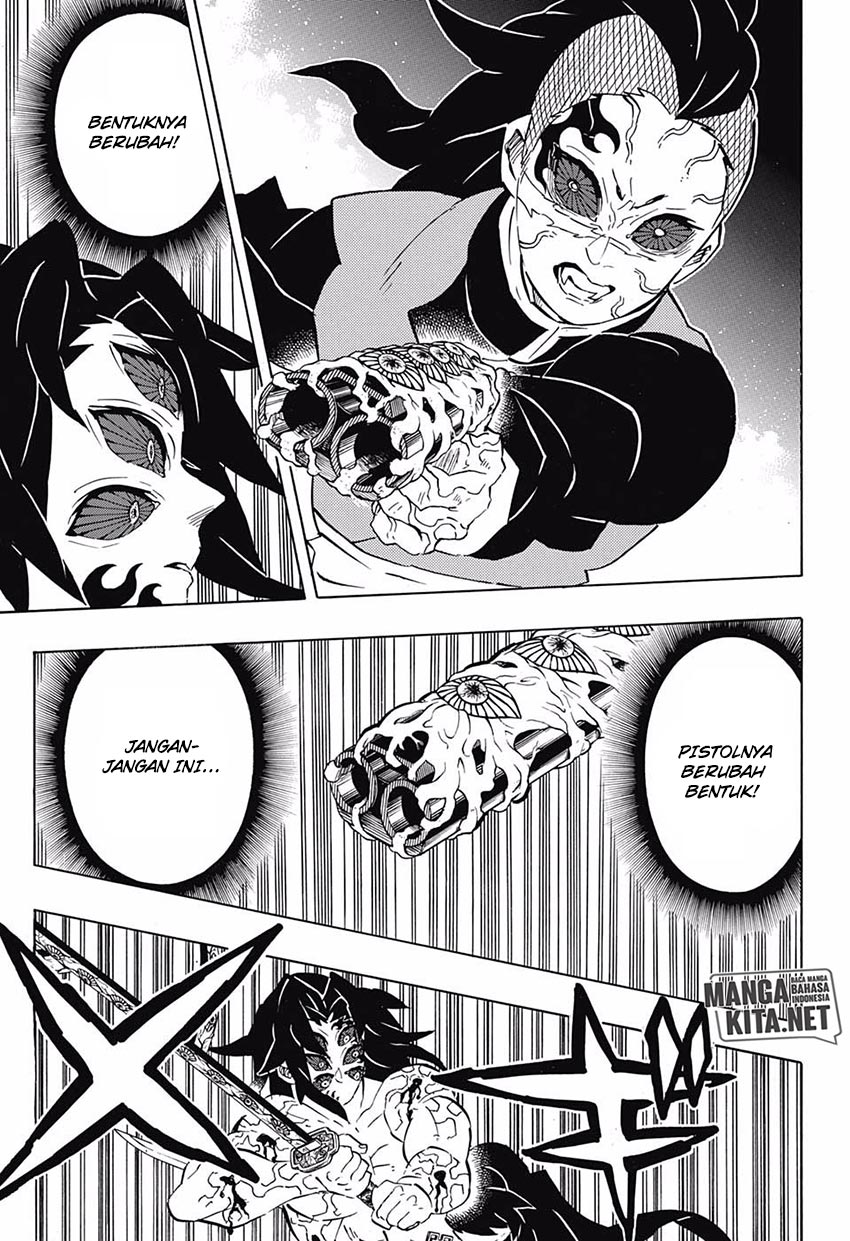 BENTUKNYA
BERUBAH!
PISTOLNYA
BERUBAH
BENTUK!
JANGAN-
JANGAN INI...
MANGA
KITA.NET
BACA MANGA
BAHASA
INDONESIA